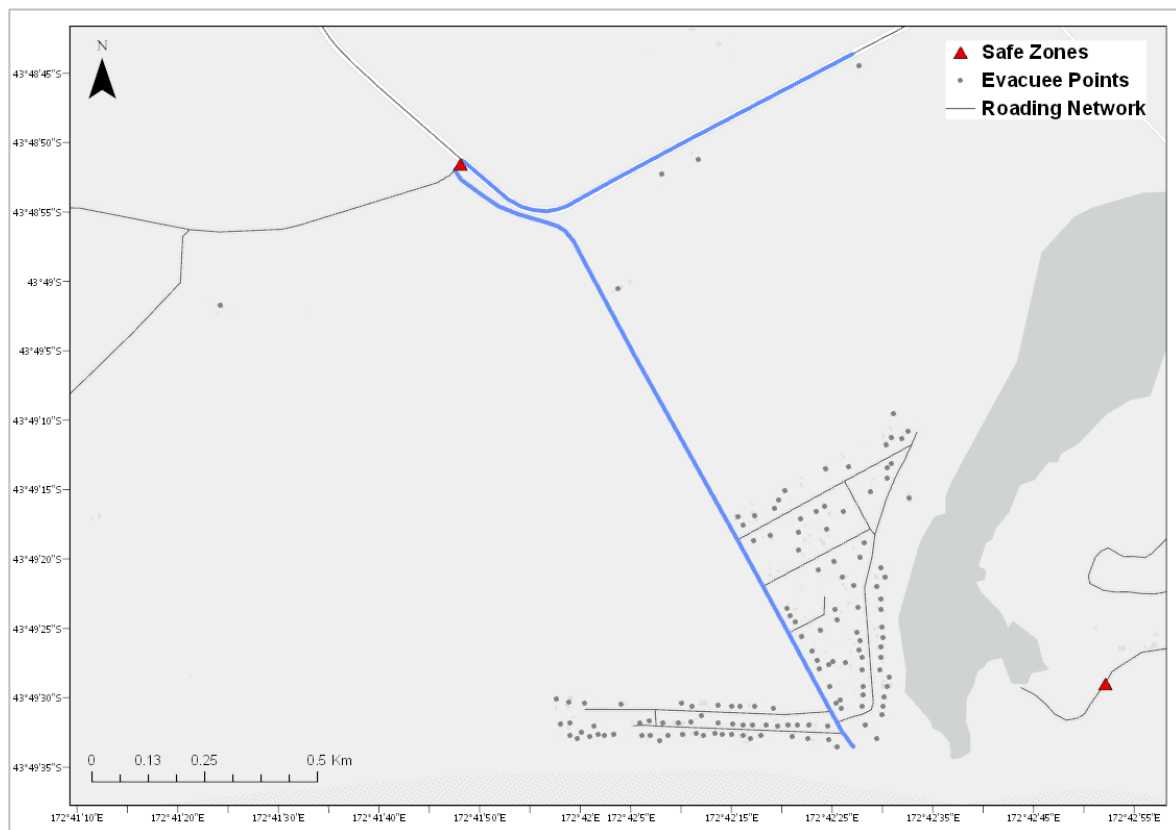 N
Safe Zones
Evacuee Points
Roading Network
43°48'45"S
43°48'50"S
43°48'55"S
43°49'S
43°49'5"S
43°49'10"S
43°49'15"S
43°49'20"S
43°49'25"S
43°49'30"S
43°49'35"S
0 0.13 0.25 0.5 Km
172°41'10"E 172°41'20"E 172°41'30"E 172°41'40"E 172°41'50"E 172°42'E 172°42'5"E 172°42'15"E 172°42'25"E 172°42'35"E 172°42'45"E 172°42'55"E